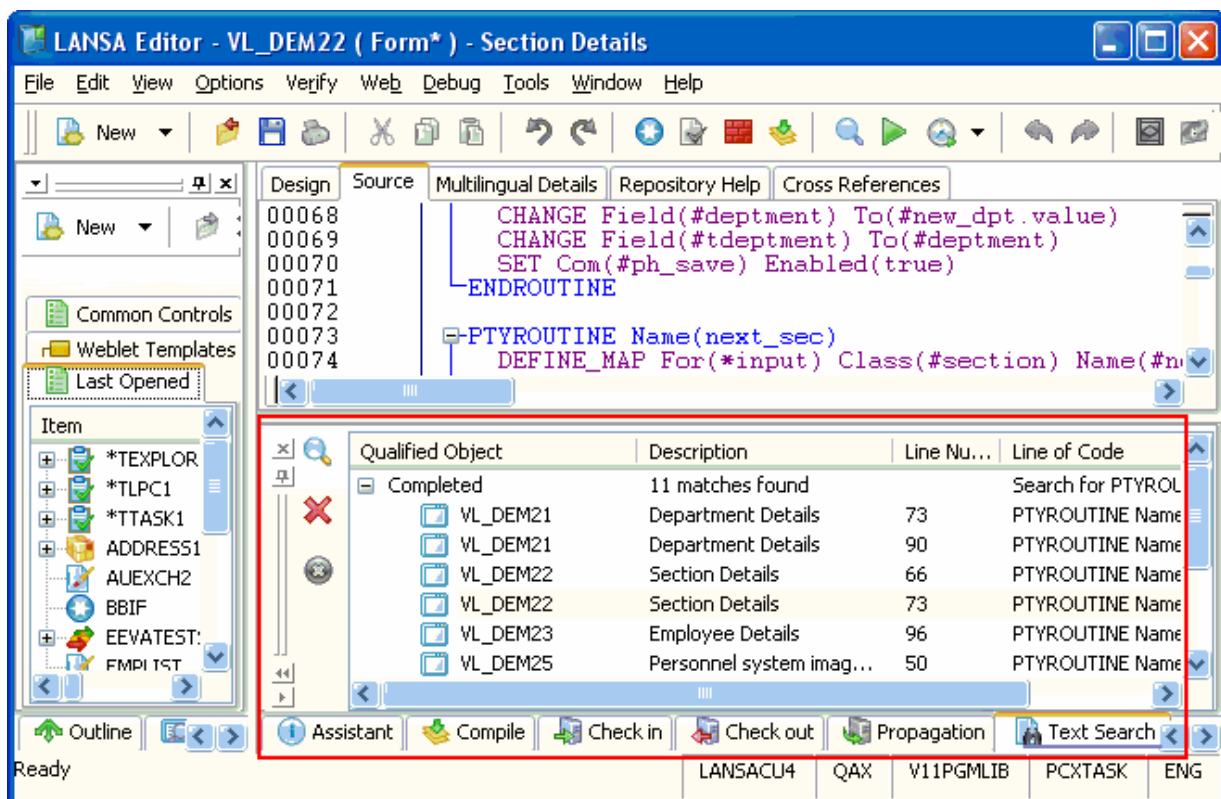 LANSA Editor - VL_DEM22 ( Form* ) - Section Details
File Edit View Options Verify Web Debug Tools Window Help
New
New
Common Controls
Weblet Templates
Last Opened
Item
*TEXPLOR
*TLPC1
*TTASK1
ADDRESS1
AUEXCH2
BBIF
EEVATEST:
EMPLIST
Outline
Design Source Multilingual Details Repository Help Cross References
00068 CHANGE Field(#deptment) To(#new_dpt.value)
00069 CHANGE Field(#tdeptment) To(#deptment)
00070 SET Com(#ph_save) Enabled(true)
00071 ENDROUTINE
00072
00073 PTYROUTINE Name(next_sec)
00074 DEFINE_MAP For(*input) Class(#section) Name(#n
Qualified Object Description Line Nu... Line of Code
Completed 11 matches found Search for PTYROU
VL_DEM21 Department Details 73 PTYROUTINE Name
VL_DEM21 Department Details 90 PTYROUTINE Name
VL_DEM22 Section Details 66 PTYROUTINE Name
VL_DEM22 Section Details 73 PTYROUTINE Name
VL_DEM23 Employee Details 96 PTYROUTINE Name
VL_DEM25 Personnel system imag... 50 PTYROUTINE Name
Assistant Compile Check in Check out Propagation Text Search
Ready LANSACU4 QAX V11PGMLIB PCXTASK ENG